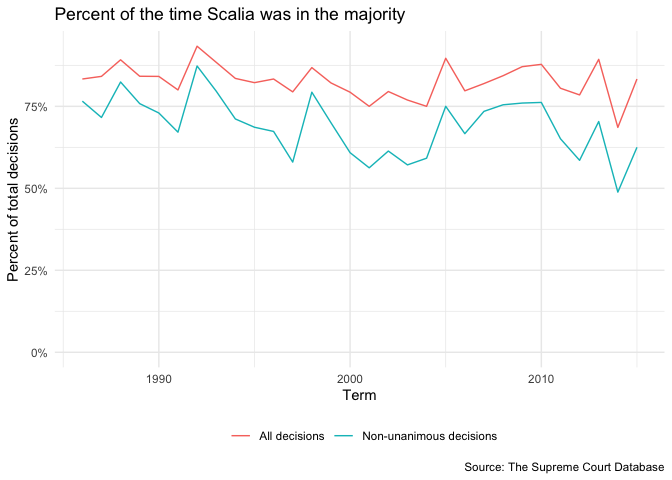 Percent of the time Scalia was in the majority
Percent of total decisions
75%
50%
25%
0%
1990 2000 2010
Term
All decisions Non-unanimous decisions
Source: The Supreme Court Database